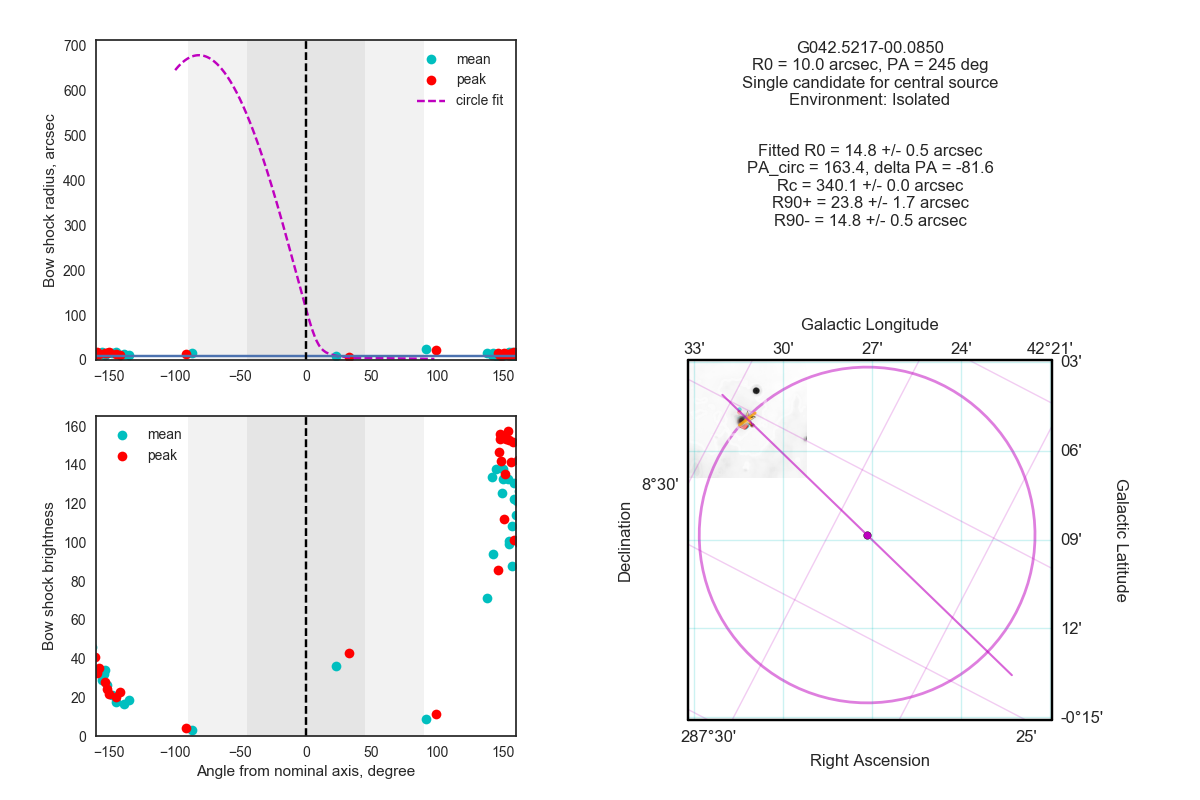 700
600
500
400
300
200
100
0
Bow shock radius, arcsec
mean
peak
circle fit
−150
−100
−50
0
50
100
150
160
140
120
100
80
60
40
20
0
Bow shock brightness
mean
peak
−150
−100
−50
0
50
100
150
Angle from nominal axis, degree
G042.5217-00.0850
R0 = 10.0 arcsec, PA = 245 deg
Single candidate for central source
Environment: Isolated
Fitted R0 = 14.8 +/- 0.5 arcsec
PA_circ = 163.4, delta PA = -81.6
Rc = 340.1 +/- 0.0 arcsec
R90+ = 23.8 +/- 1.7 arcsec
R90- = 14.8 +/- 0.5 arcsec
Galactic Longitude
33'
30'
27'
24'
42°21'
03'
06'
09'
12'
-0°15'
Galactic Latitude
8°30'
Declination
287°30'
25'
Right Ascension